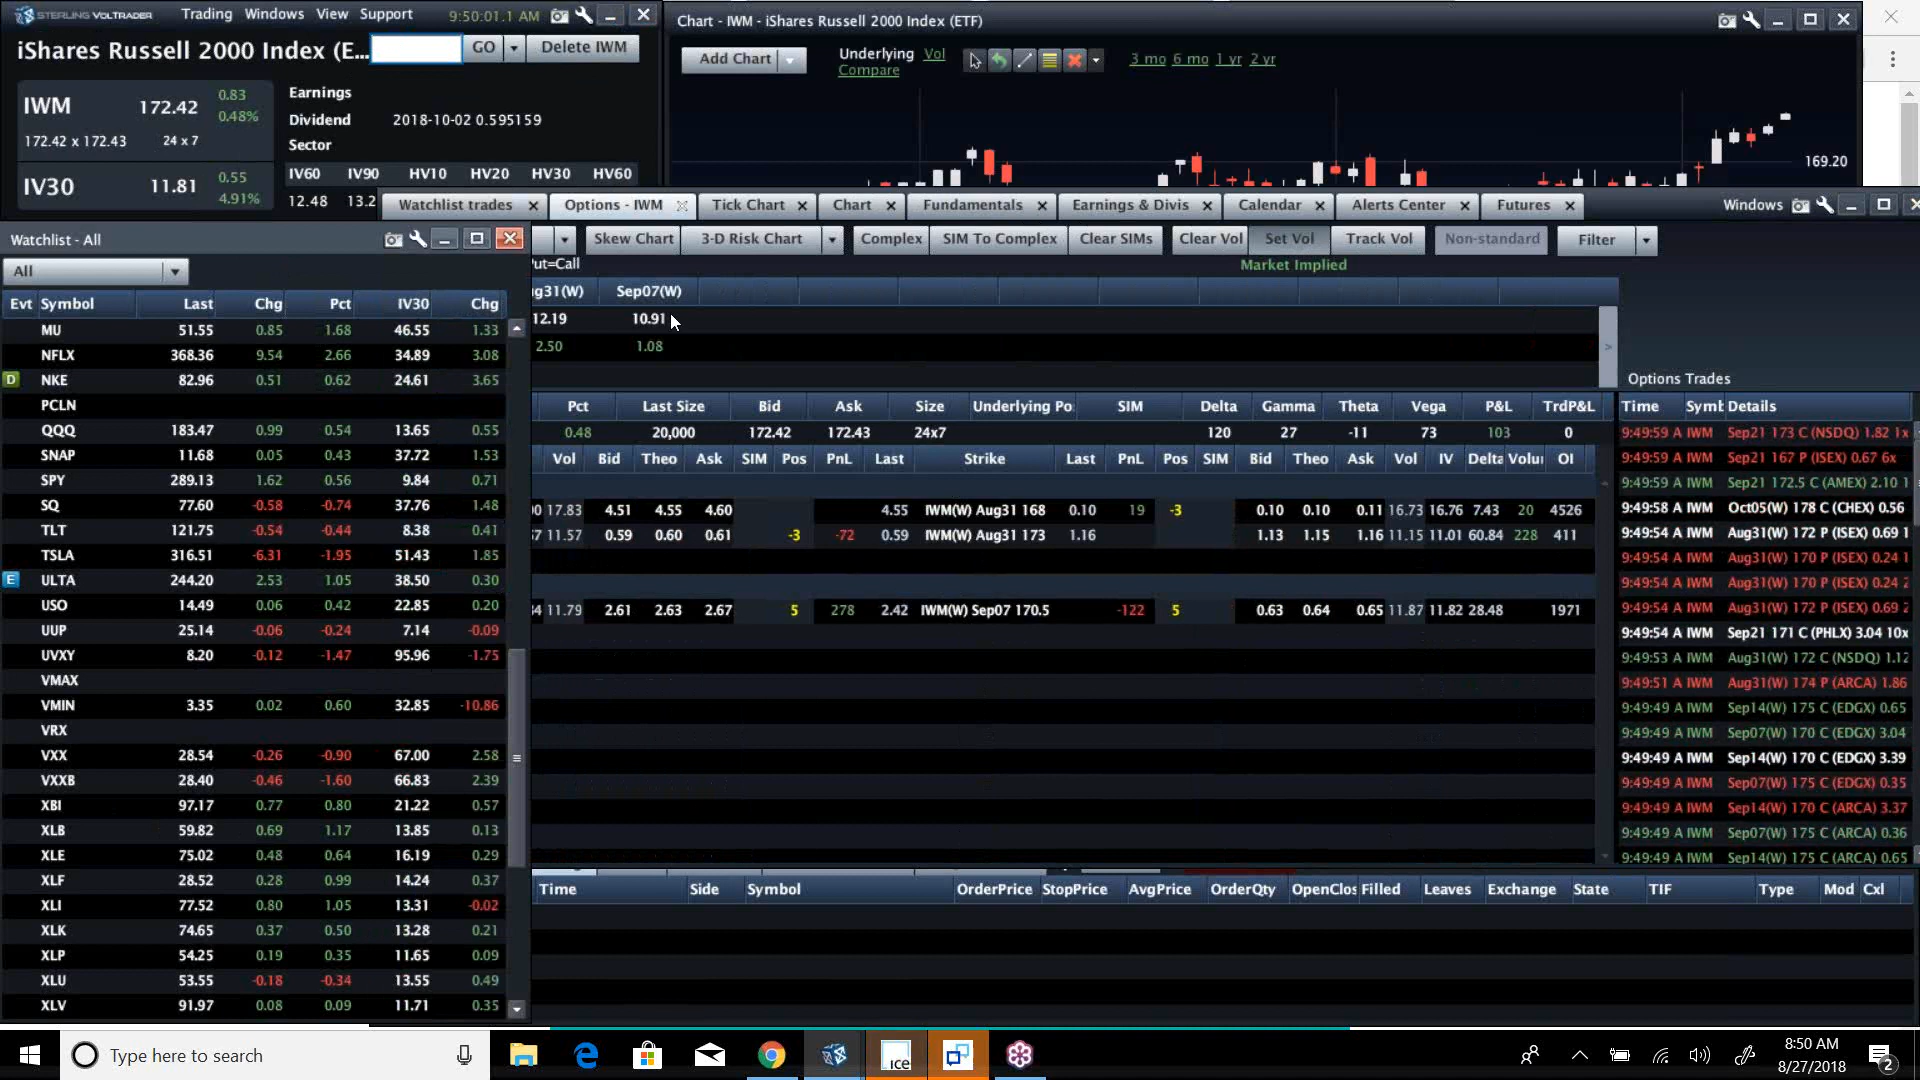 STERLING VOLTRADER Trading Windows View Support 9:50:01.1 AM
iShares Russell 2000 Index (E... GO Delete IWM
IWM 172.42 0.83 0.48%
172.42 x 172.43 24 x 7
IV30 11.81 0.55 4.91%
Earnings
Dividend 2018-10-02 0.595159
Sector
IV60 IV90 HV10 HV20 HV30 HV60
12.48 13.2
Chart - IWM - iShares Russell 2000 Index (ETF)
Add Chart Underlying Vol Compare 3 mo 6 mo 1 yr 2 yr
169.20
Watchlist trades Options - IWM Tick Chart Chart Fundamentals Earnings & Divis Calendar Alerts Center Futures Windows
Skew Chart 3-D Risk Chart Complex SIM To Complex Clear SIMs Clear Vol Set Vol Track Vol Non-standard Filter
Put=Call Market Implied
g31(W) Sep07(W)
12.19 10.91
2.50 1.08
Pct Last Size Bid Ask Size Underlying Po SIM Delta Gamma Theta Vega P&L TrdP&L
0.48 20,000 172.42 172.43 24x7 120 27 -11 73 103 0
Vol Bid Theo Ask SIM Pos PnL Last Strike Last PnL Pos SIM Bid Theo Ask Vol IV Delta Volu OI
17.83 4.51 4.55 4.60 4.55 IWM(W) Aug31 168 0.10 19 -3 0.10 0.10 0.11 16.73 16.76 7.43 20 4526
11.57 0.59 0.60 0.61 -3 -72 0.59 IWM(W) Aug31 173 1.16 1.13 1.15 1.16 11.15 11.01 60.84 228 411
11.79 2.61 2.63 2.67 5 278 2.42 IWM(W) Sep07 170.5 -122 5 0.63 0.64 0.65 11.87 11.82 28.48 1971
Watchlist - All
All
Evt Symbol Last Chg Pct IV30 Chg
MU 51.55 0.85 1.68 46.55 1.33
NFLX 368.36 9.54 2.66 34.89 3.08
D NKE 82.96 0.51 0.62 24.61 3.65
PCLN
QQQ 183.47 0.99 0.54 13.65 0.55
SNAP 11.68 0.05 0.43 37.72 1.53
SPY 289.13 1.62 0.56 9.84 0.71
SQ 77.60 -0.58 -0.74 37.76 1.48
TLT 121.75 -0.54 -0.44 8.38 0.41
TSLA 316.51 -6.31 -1.95 51.43 1.85
E ULTA 244.20 2.53 1.05 38.50 0.30
USO 14.49 0.06 0.42 22.85 0.20
UUP 25.14 -0.06 -0.24 7.14 -0.09
UVXY 8.20 -0.12 -1.47 95.96 -1.75
VMAX
VMIN 3.35 0.02 0.60 32.85 -10.86
VRX
VXX 28.54 -0.26 -0.90 67.00 2.58
VXXB 28.40 -0.46 -1.60 66.83 2.39
XBI 97.17 0.77 0.80 21.22 0.57
XLB 59.82 0.69 1.17 13.85 0.13
XLE 75.02 0.48 0.64 16.19 0.29
XLF 28.52 0.28 0.99 14.24 0.37
XLI 77.52 0.80 1.05 13.31 -0.02
XLK 74.65 0.37 0.50 13.28 0.21
XLP 54.25 0.19 0.35 11.65 0.09
XLU 53.55 -0.18 -0.34 13.55 0.49
XLV 91.97 0.08 0.09 11.71 0.35
Options Trades
Time Symb Details
9:49:59 A IWM Sep21 173 C (NSDQ) 1.82 1x
9:49:59 A IWM Sep21 167 P (ISEX) 0.67 6x
9:49:59 A IWM Sep21 172.5 C (AMEX) 2.10 1
9:49:58 A IWM Oct05(W) 178 C (CHEX) 0.56
9:49:54 A IWM Aug31(W) 172 P (ISEX) 0.69 1
9:49:54 A IWM Aug31(W) 170 P (ISEX) 0.24 1
9:49:54 A IWM Aug31(W) 170 P (ISEX) 0.24 2
9:49:54 A IWM Aug31(W) 172 P (ISEX) 0.69 2
9:49:54 A IWM Sep21 171 C (PHLX) 3.04 10x
9:49:53 A IWM Aug31(W) 172 C (NSDQ) 1.12
9:49:51 A IWM Aug31(W) 174 P (ARCA) 1.86
9:49:49 A IWM Sep14(W) 175 C (EDGX) 0.65
9:49:49 A IWM Sep07(W) 170 C (EDGX) 3.04
9:49:49 A IWM Sep14(W) 170 C (EDGX) 3.39
9:49:49 A IWM Sep07(W) 175 C (EDGX) 0.35
9:49:49 A IWM Sep14(W) 170 C (ARCA) 3.37
9:49:49 A IWM Sep07(W) 175 C (ARCA) 0.36
9:49:49 A IWM Sep14(W) 175 C (ARCA) 0.65
Time Side Symbol OrderPrice StopPrice AvgPrice OrderQty OpenClos Filled Leaves Exchange State TIF Type Mod Cxl
Type here to search
ice
8:50 AM
8/27/2018
2